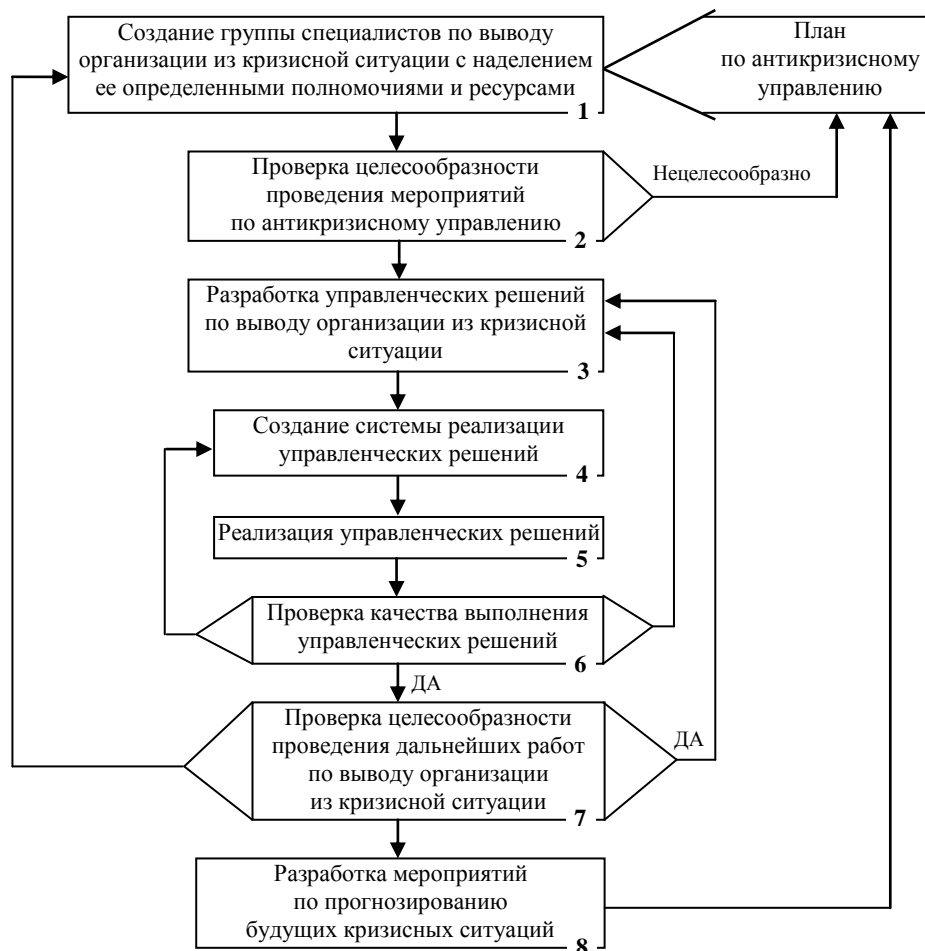 Создание группы специалистов по выводу
организации из кризисной ситуации с наделением
ее определенными полномочиями и ресурсами
1
План
по антикризисному
управлению
Проверка целесообразности
проведения мероприятий
по антикризисному управлению
2
Нецелесообразно
Разработка управленческих решений
по выводу организации из кризисной
ситуации
3
Создание системы реализации
управленческих решений
4
Реализация управленческих решений
5
Проверка качества выполнения
управленческих решений
6
ДА
Проверка целесообразности
проведения дальнейших работ
по выводу организации
из кризисной ситуации
7
ДА
Разработка мероприятий
по прогнозированию
будущих кризисных ситуаций
8